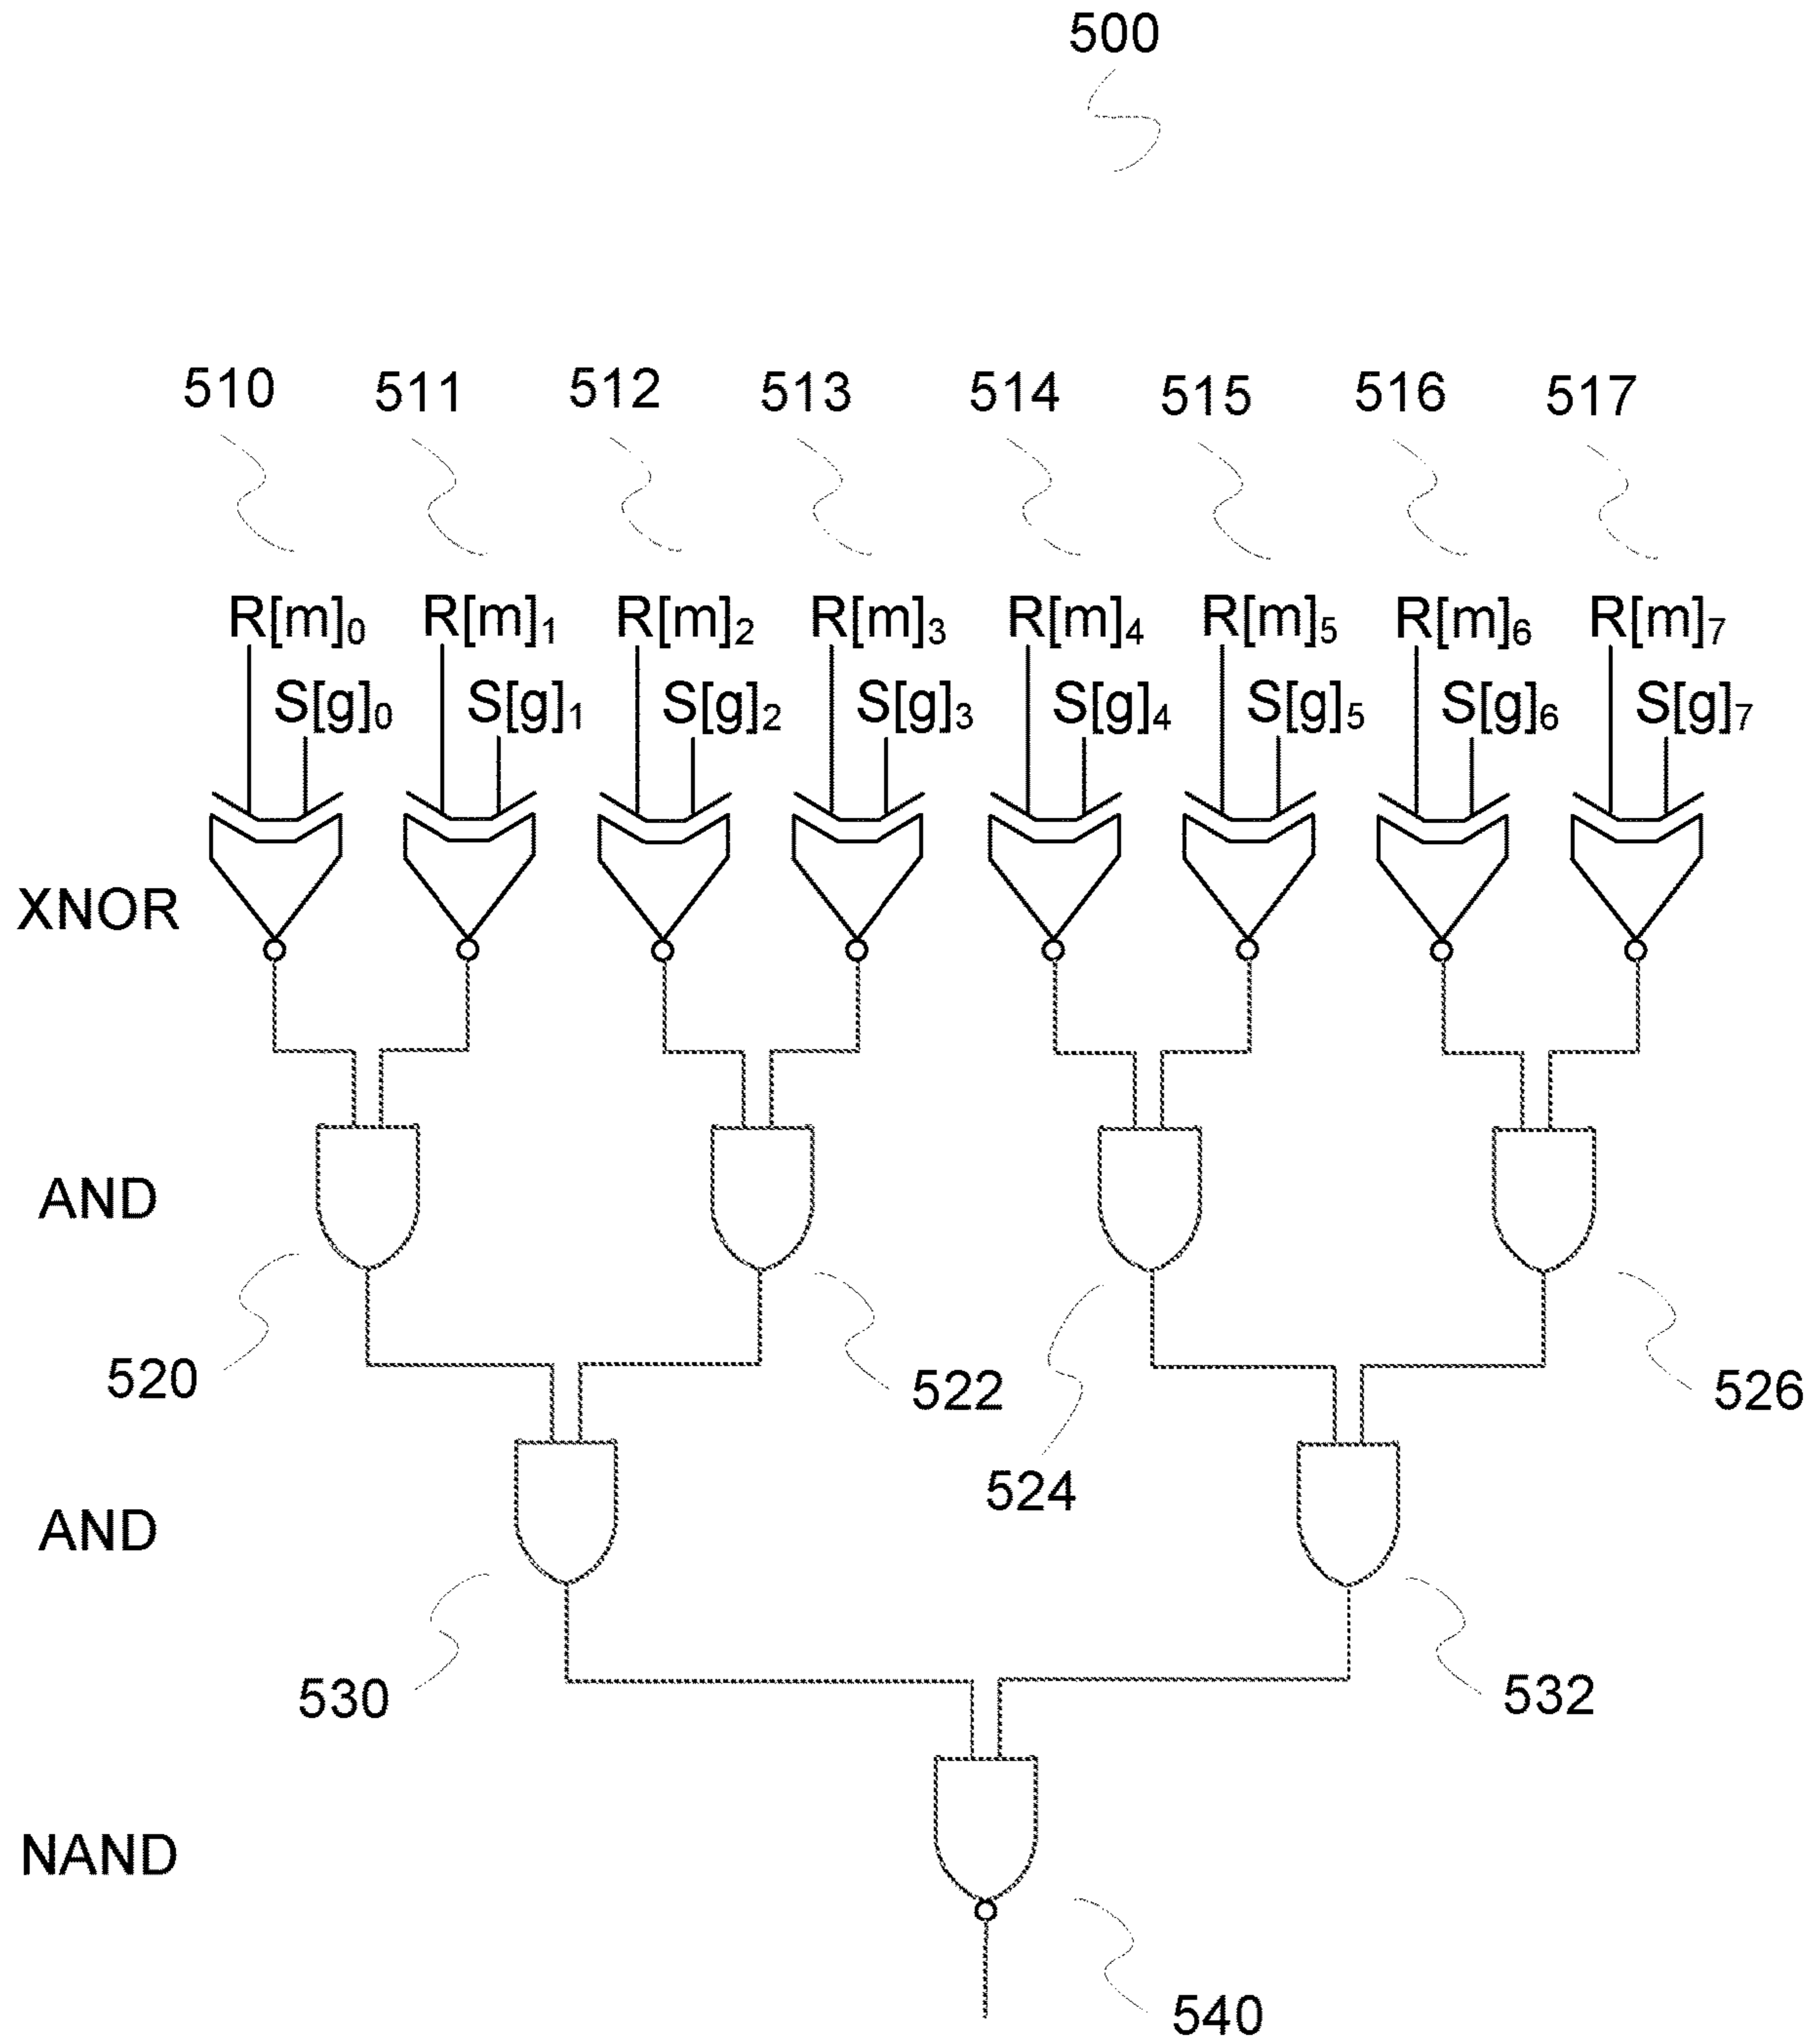 500
510 511 512 513 514 515 516 517
R[m]0 R[m]1 R[m]2 R[m]3 R[m]4 R[m]5 R[m]6 R[m]7
S[g]0 S[g]1 S[g]2 S[g]3 S[g]4 S[g]5 S[g]6 S[g]7
XNOR
AND
520 522 524 526
AND
530 532
NAND
540